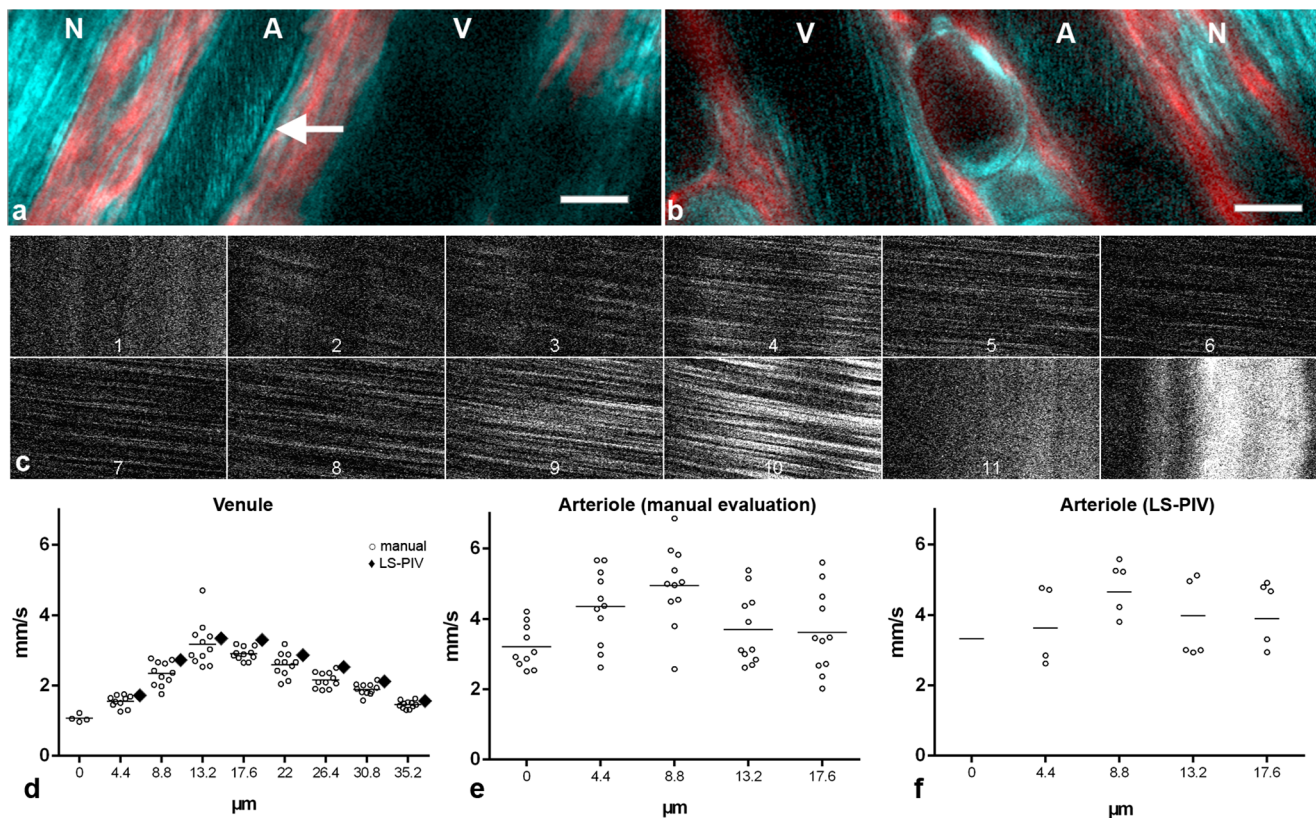 N A V
a
V A N
b
1 2 3 4 5 6
7 8 9 10 11
c
Venule
mm/s
6
4
2
0
manual
LS-PIV
0 4.4 8.8 13.2 17.6 22 26.4 30.8 35.2
µm
d
Arteriole (manual evaluation)
mm/s
6
4
2
0
0 4.4 8.8 13.2 17.6
µm
e
Arteriole (LS-PIV)
mm/s
6
4
2
0
0 4.4 8.8 13.2 17.6
µm
f